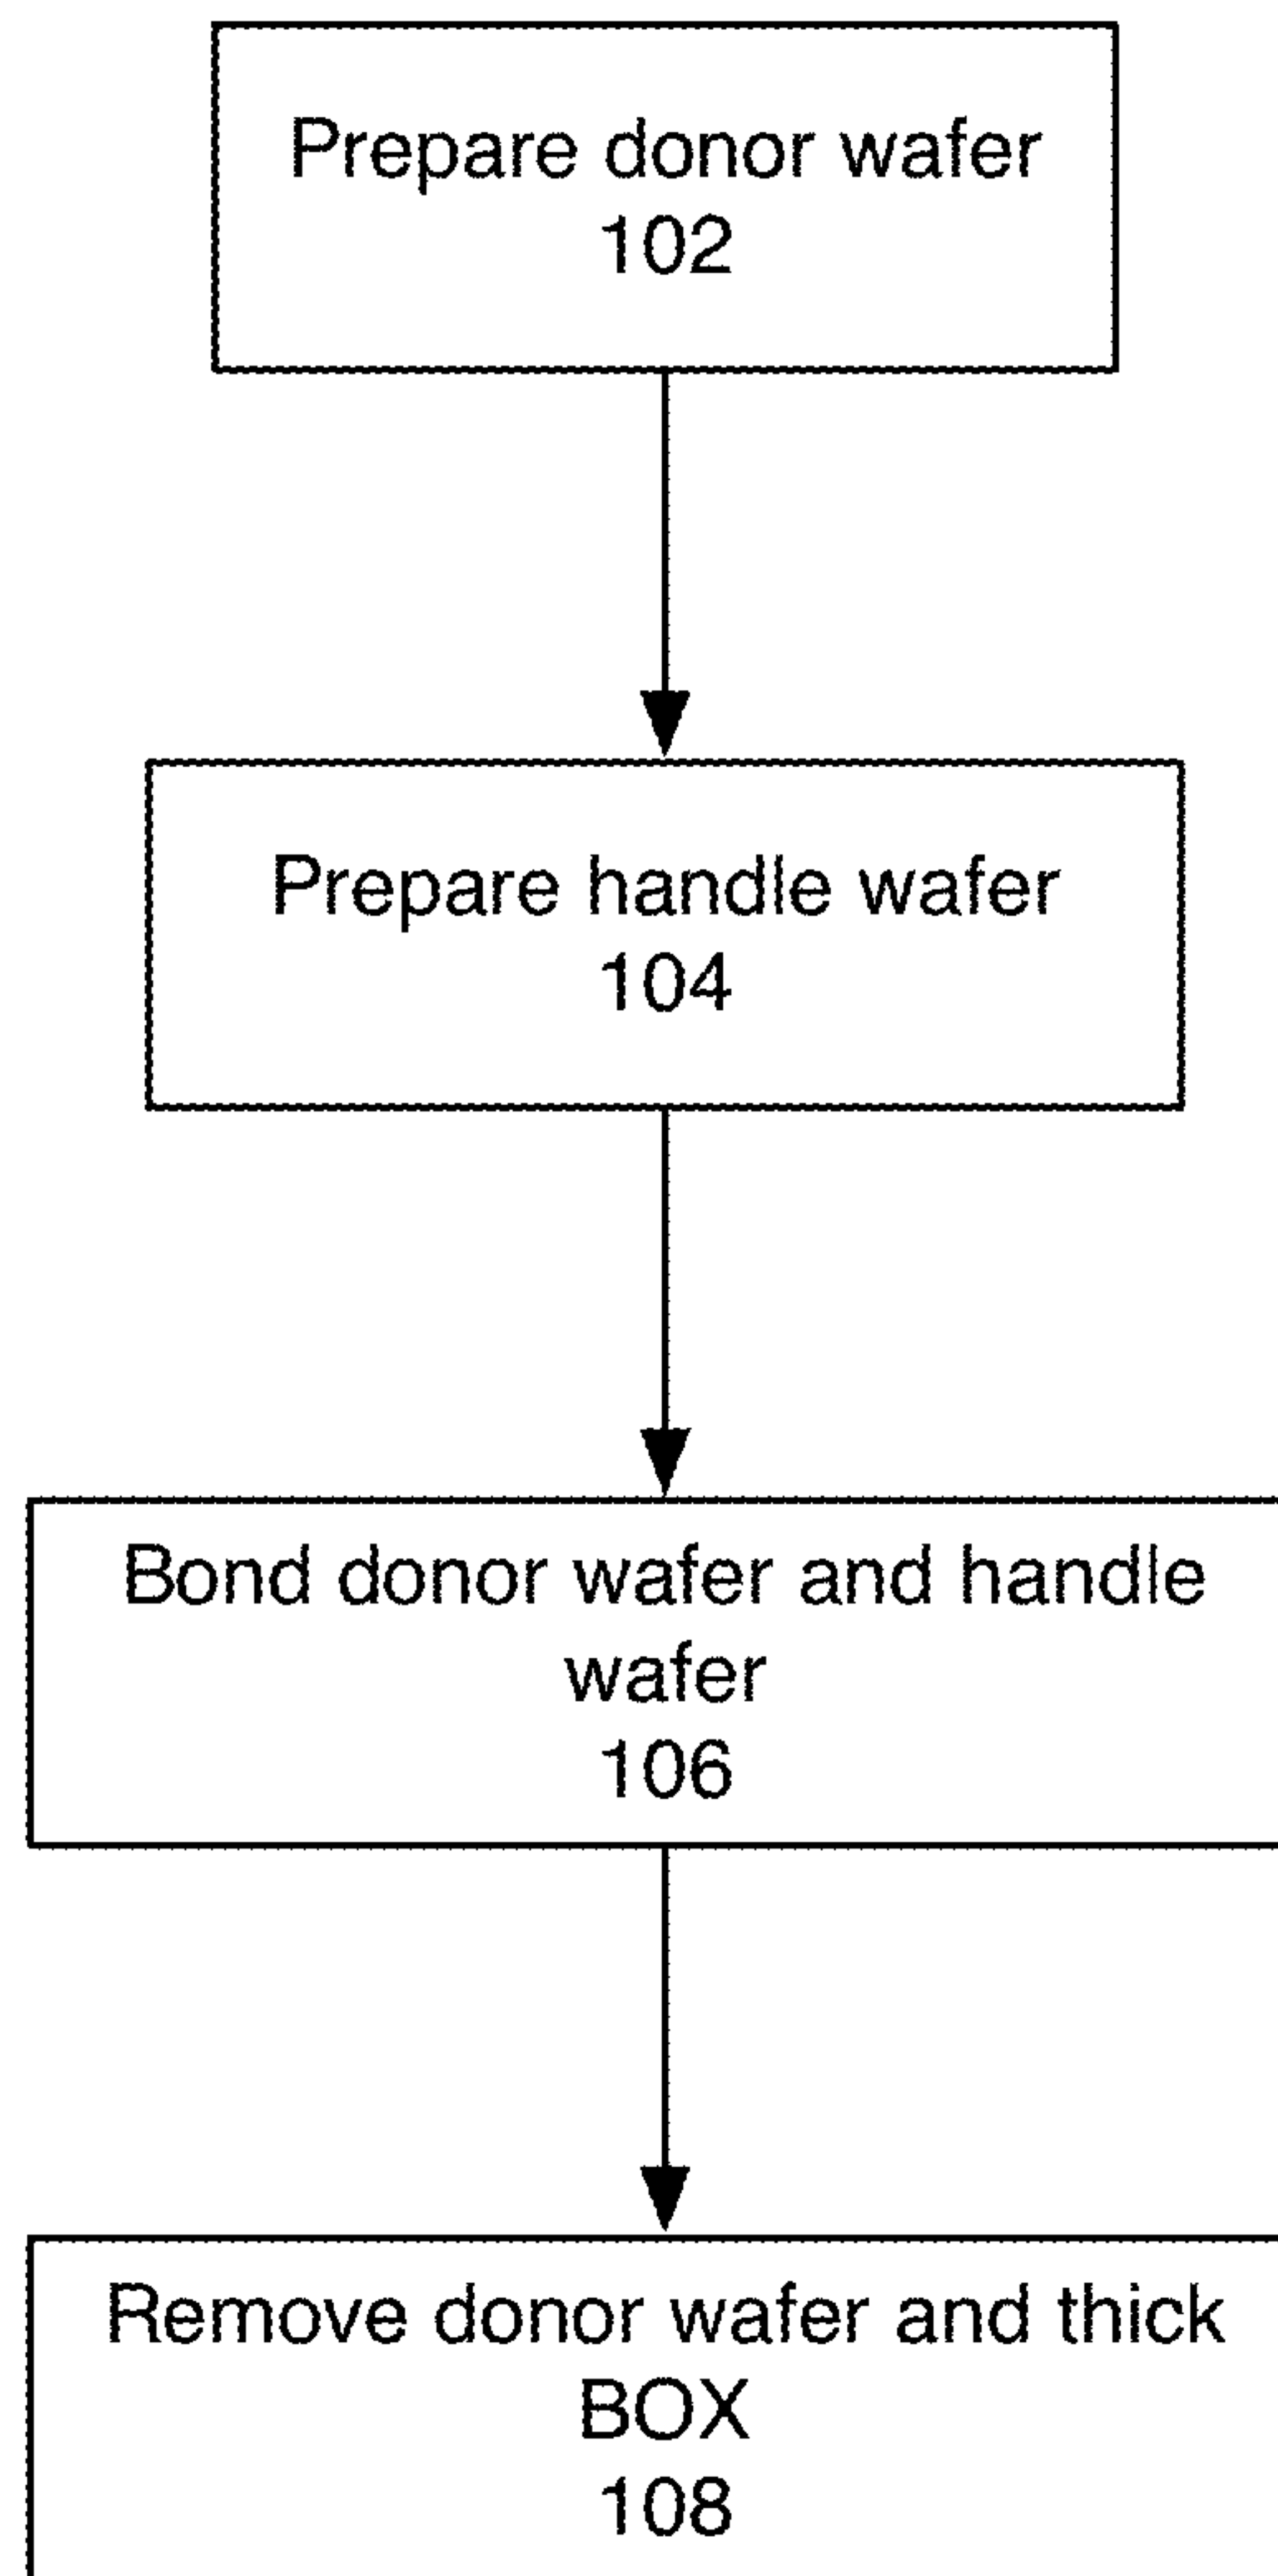 Prepare donor wafer
102
Prepare handle wafer
104
Bond donor wafer and handle
wafer
106
Remove donor wafer and thick
BOX
108